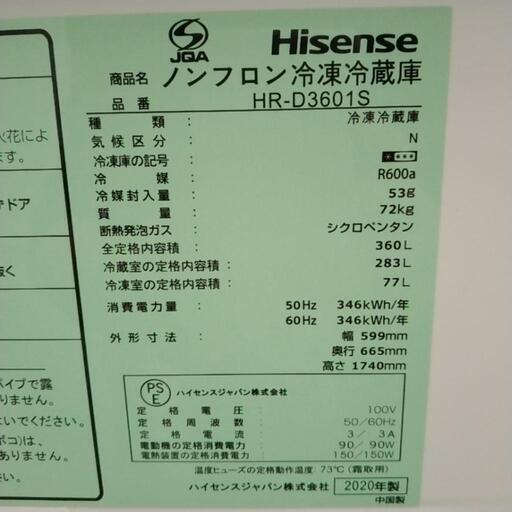 JQA
Hisense
商品名 ノンフロン冷凍冷蔵庫
品番 HR-D3601S
種類: 冷凍冷蔵庫
気候区分: N
冷凍庫の記号:
冷媒: R600a
冷媒封入量: 53g
質量: 72kg
断熱発泡ガス: シクロペンタン
全定格内容積: 360L
冷蔵室の定格内容積: 283L
冷凍室の定格内容積: 77L
消費電力量: 50Hz 346kWh/年
60Hz 346kWh/年
外形寸法: 幅 599mm
奥行 665mm
高さ 1740mm
PS
E
ハイセンスジャパン株式会社
定格電圧: 100V
定格周波数: 50/60Hz
定格電流: 3/ 3A
電動機の定格消費電力: 90/ 90W
電熱装置の定格消費電力: 150/150W
温度ヒューズの定格動作温度: 73℃(霜取用)
ハイセンスジャパン株式会社 2020年製
中国製
火花によ
ます。
ドア
抜く
パイプで露
りません。
いでください。
ポコ)は、
ありません。